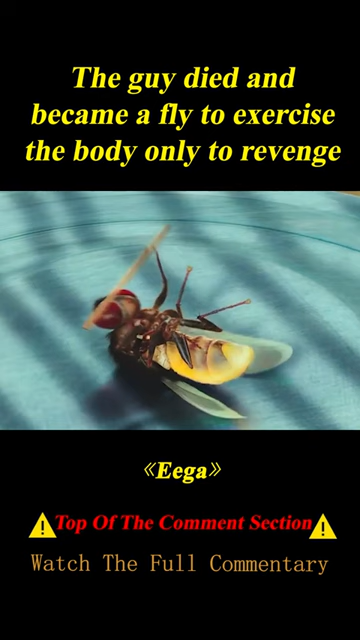 The guy died and
became a fly to exercise
the body only to revenge
《Eega》
Top Of The Comment Section
Watch The Full Commentary